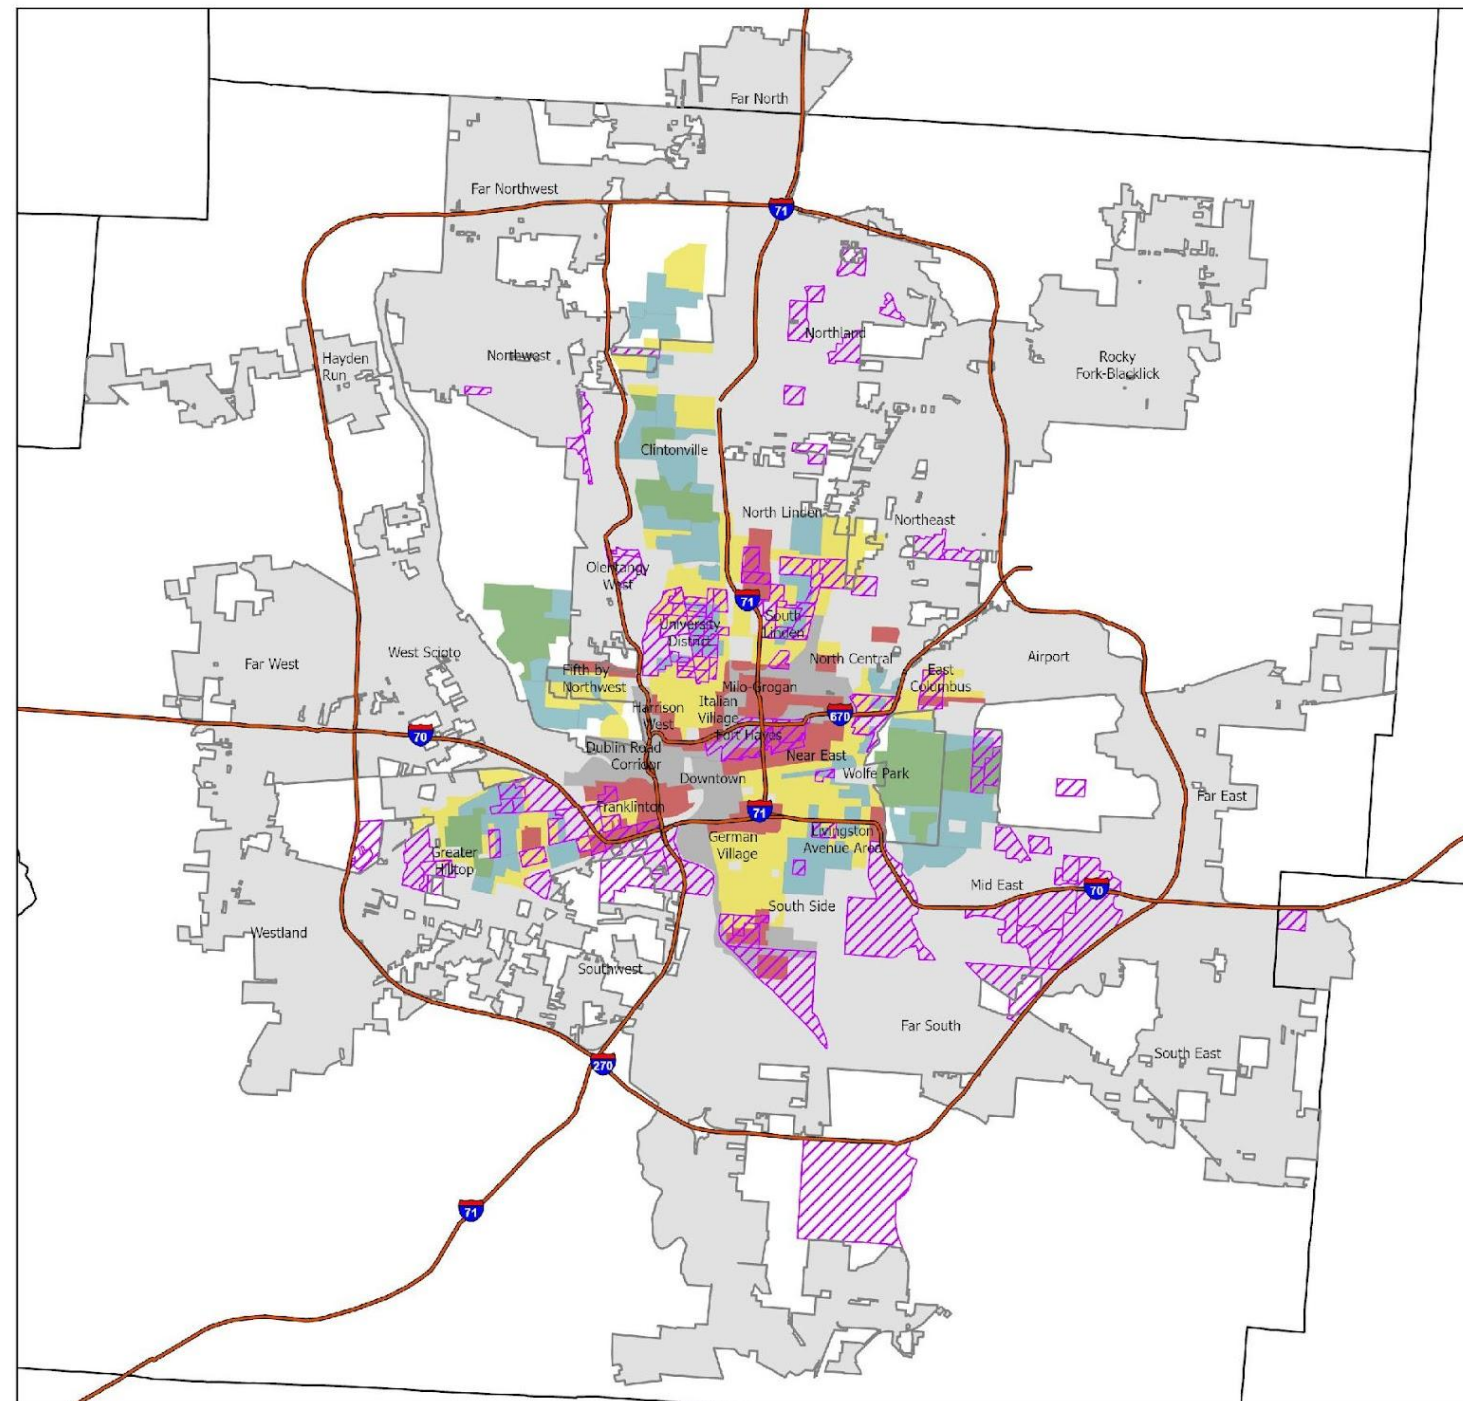 Far North
Far Northwest
71
Northland
Hayden
Run
Northwest
Rocky
Fork-Blacklick
Clintonville
North Linden
Northeast
Olentangy
West
71
University
District
South
Linden
Far West
West Scioto
North Central
Airport
Fifth by
Northwest
East
Columbus
Milo-Grogan
Italian
Village
Harrison
West
670
70
Fort Hayes
Dublin Road
Corridor
Near East
Downtown
Wolfe Park
Far East
Franklinton
71
German
Village
Livingston
Avenue Area
Greater
Hilltop
Mid East
70
South Side
Westland
Southwest
Far South
South East
270
71